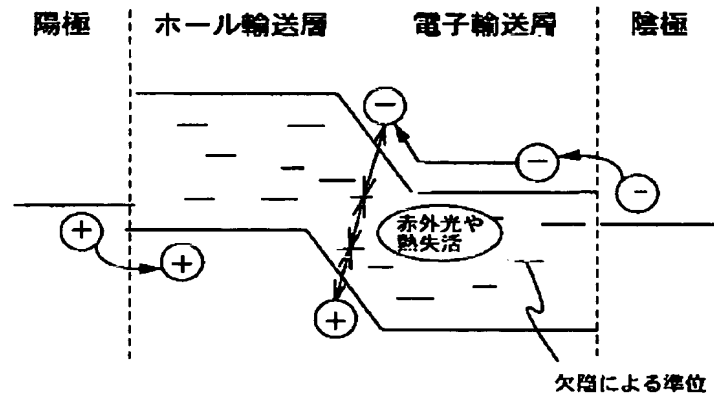 陽極 ホール輸送層 電子輸送層 陰極
赤外光や
熱失活
欠陥による準位